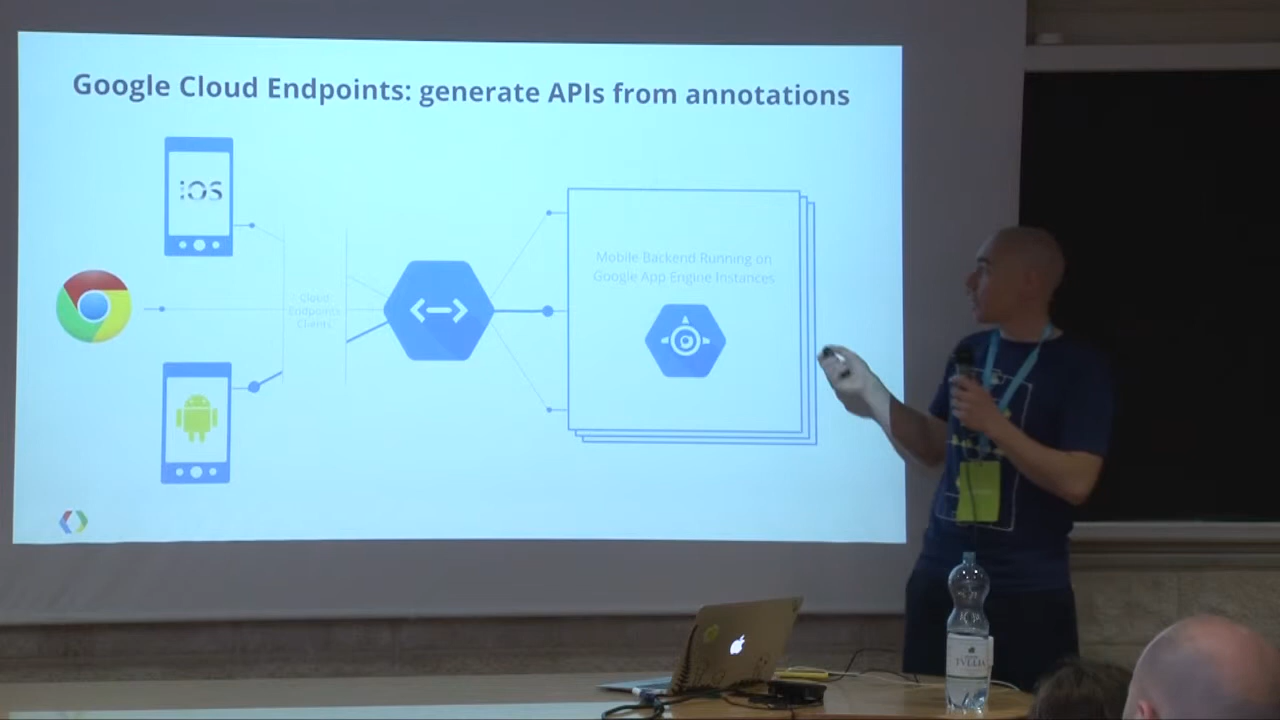 Google Cloud Endpoints: generate APIs from annotations
iOS
Mobile Backend Running on
Google App Engine Instances
Cloud
Endpoints
Clients
TYLLIA